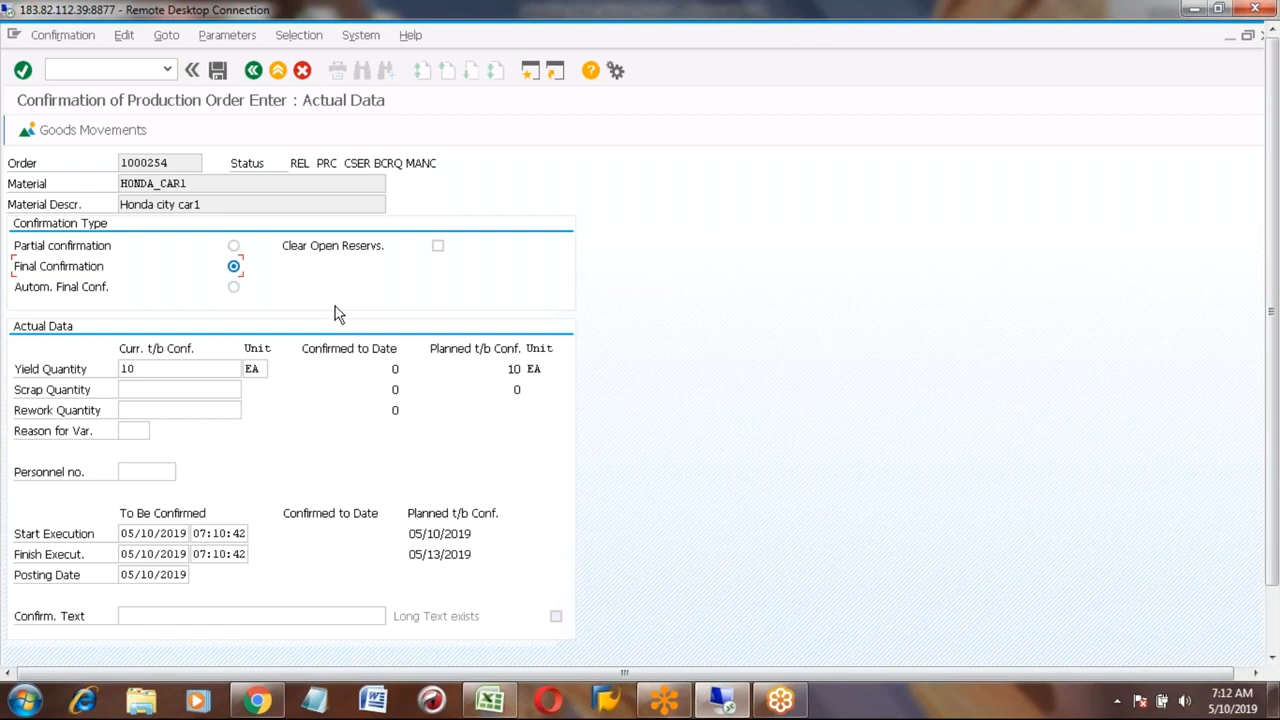 183.82.112.39:8877 - Remote Desktop Connection
Confirmation Edit Goto Parameters Selection System Help
Confirmation of Production Order Enter : Actual Data
Goods Movements
Order 1000254 Status REL PRC CSER BCRQ MANC
Material HONDA_CAR1
Material Descr. Honda city car1
Confirmation Type
Partial confirmation Clear Open Reservs.
Final Confirmation
Autom. Final Conf.
Actual Data
Curr. t/b Conf. Unit Confirmed to Date Planned t/b Conf. Unit
Yield Quantity 10 EA 0 10 EA
Scrap Quantity 0 0
Rework Quantity 0
Reason for Var.
Personnel no.
To Be Confirmed Confirmed to Date Planned t/b Conf.
Start Execution 05/10/2019 07:10:42 05/10/2019
Finish Execut. 05/10/2019 07:10:42 05/13/2019
Posting Date 05/10/2019
Confirm. Text Long Text exists
7:12 AM
5/10/2019